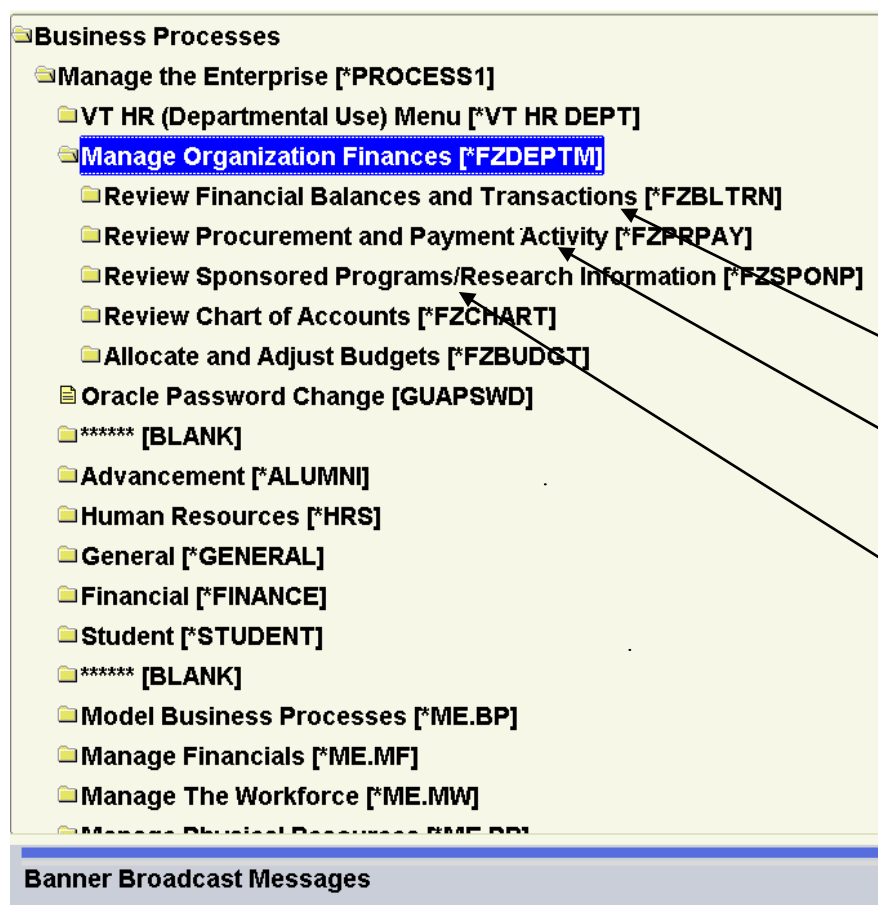 Business Processes
Manage the Enterprise [*PROCESS1]
VT HR (Departmental Use) Menu [*VT HR DEPT]
Manage Organization Finances [*FZDEPTM]
Review Financial Balances and Transactions [*FZBLTRN]
Review Procurement and Payment Activity [*FZPRPAY]
Review Sponsored Programs/Research Information [*FZSPONP]
Review Chart of Accounts [*FZCHART]
Allocate and Adjust Budgets [*FZBUDGT]
Oracle Password Change [GUAPSWD]
****** [BLANK]
Advancement [*ALUMNI]
Human Resources [*HRS]
General [*GENERAL]
Financial [*FINANCE]
Student [*STUDENT]
****** [BLANK]
Model Business Processes [*ME.BP]
Manage Financials [*ME.MF]
Manage The Workforce [*ME.MW]
Manage Physical Resources
Banner Broadcast Messages